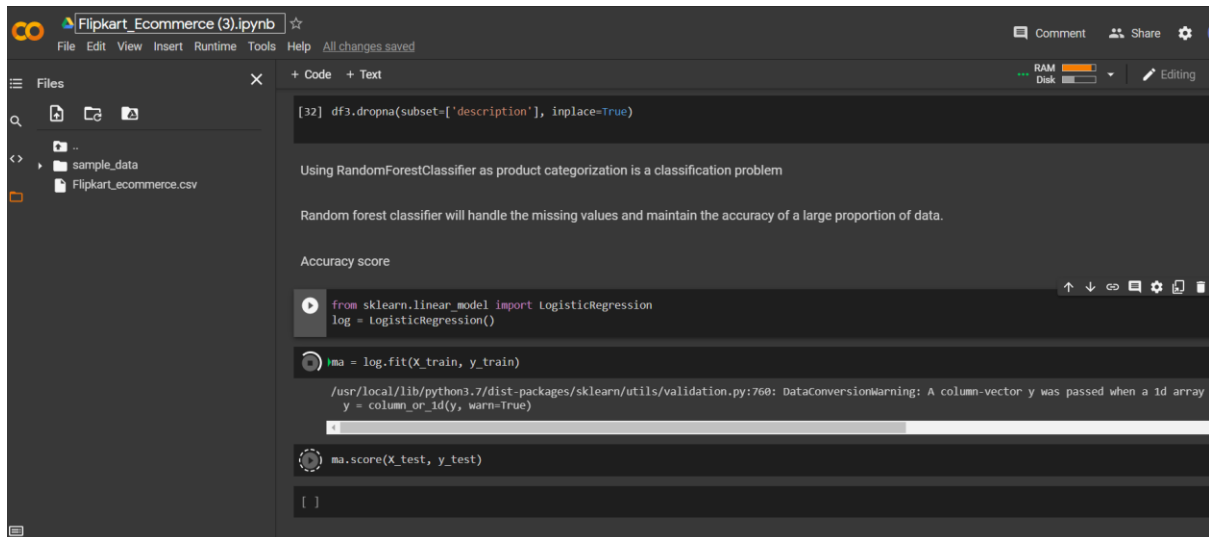 Flipkart_Ecommerce (3).ipynb
Comment Share
File Edit View Insert Runtime Tools Help All changes saved
Files
+ Code + Text
RAM
Disk
Editing
[32] df3.dropna(subset=['description'], inplace=True)
..
sample_data
Flipkart_ecommerce.csv
Using RandomForestClassifier as product categorization is a classification problem
Random forest classifier will handle the missing values and maintain the accuracy of a large proportion of data.
Accuracy score
from sklearn.linear_model import LogisticRegression
log = LogisticRegression()
ma = log.fit(X_train, y_train)
/usr/local/lib/python3.7/dist-packages/sklearn/utils/validation.py:760: DataConversionWarning: A column-vector y was passed when a 1d array
y = column_or_1d(y, warn=True)
ma.score(X_test, y_test)
[ ]